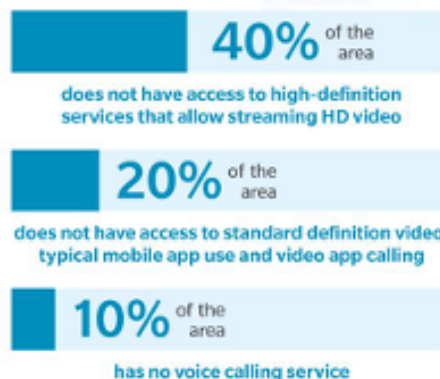 40% of the
area
does not have access to high-definition
services that allow streaming HD video
20% of the
area
does not have access to standard definition video
typical mobile app use and video app calling
10% of the
area
has no voice calling service